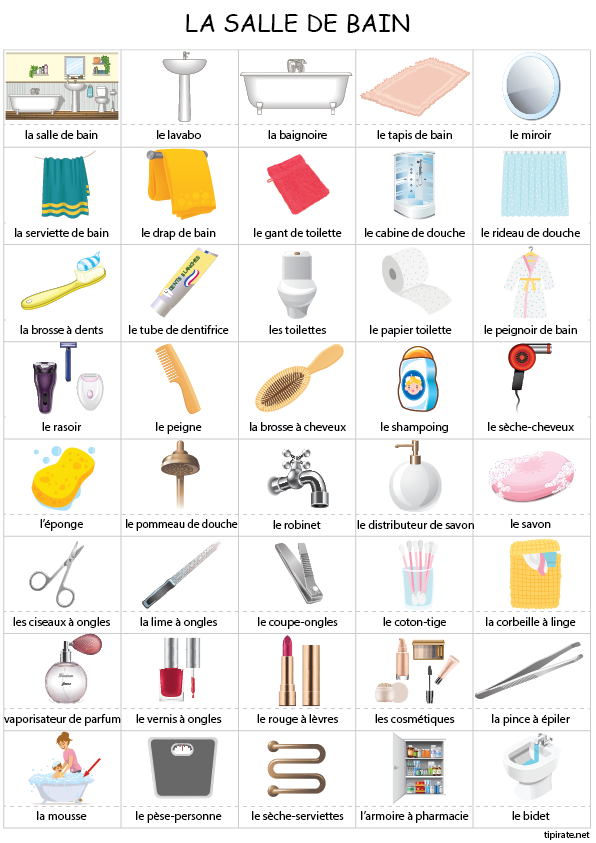 LA SALLE DE BAIN
la salle de bain
le lavabo
la baignoire
le tapis de bain
le miroir
la serviette de bain
le drap de bain
le gant de toilette
le cabine de douche
le rideau de douche
DENTS BLANCHES
la brosse à dents
le tube de dentifrice
les toilettes
le papier toilette
le peignoir de bain
le rasoir
le peigne
la brosse à cheveux
le shampoing
le sèche-cheveux
l'éponge
le pommeau de douche
le robinet
le distributeur de savon
le savon
les ciseaux à ongles
la lime à ongles
le coupe-ongles
le coton-tige
la corbeille à linge
vaporisateur de parfum
le vernis à ongles
le rouge à lèvres
les cosmétiques
la pince à épiler
la mousse
le pèse-personne
le sèche-serviettes
l'armoire à pharmacie
le bidet
tipirate.net